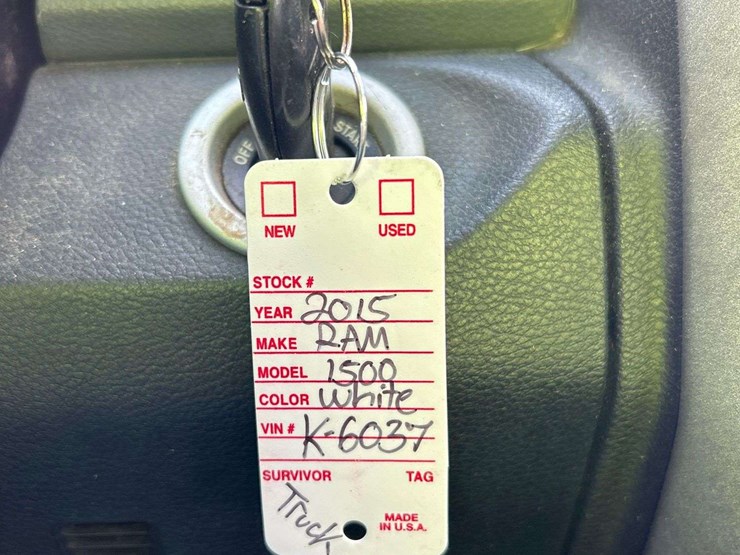 OFF START
NEW USED
STOCK #
YEAR 2015
MAKE RAM
MODEL 1500
COLOR White
VIN # K-6037
SURVIVOR TAG
Truck
MADE
IN U.S.A.